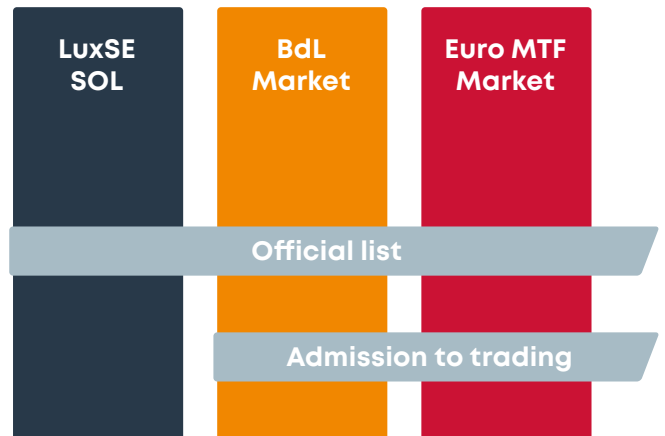 LuxSE
SOL
BdL
Market
Euro MTF
Market
Official list
Admission to trading